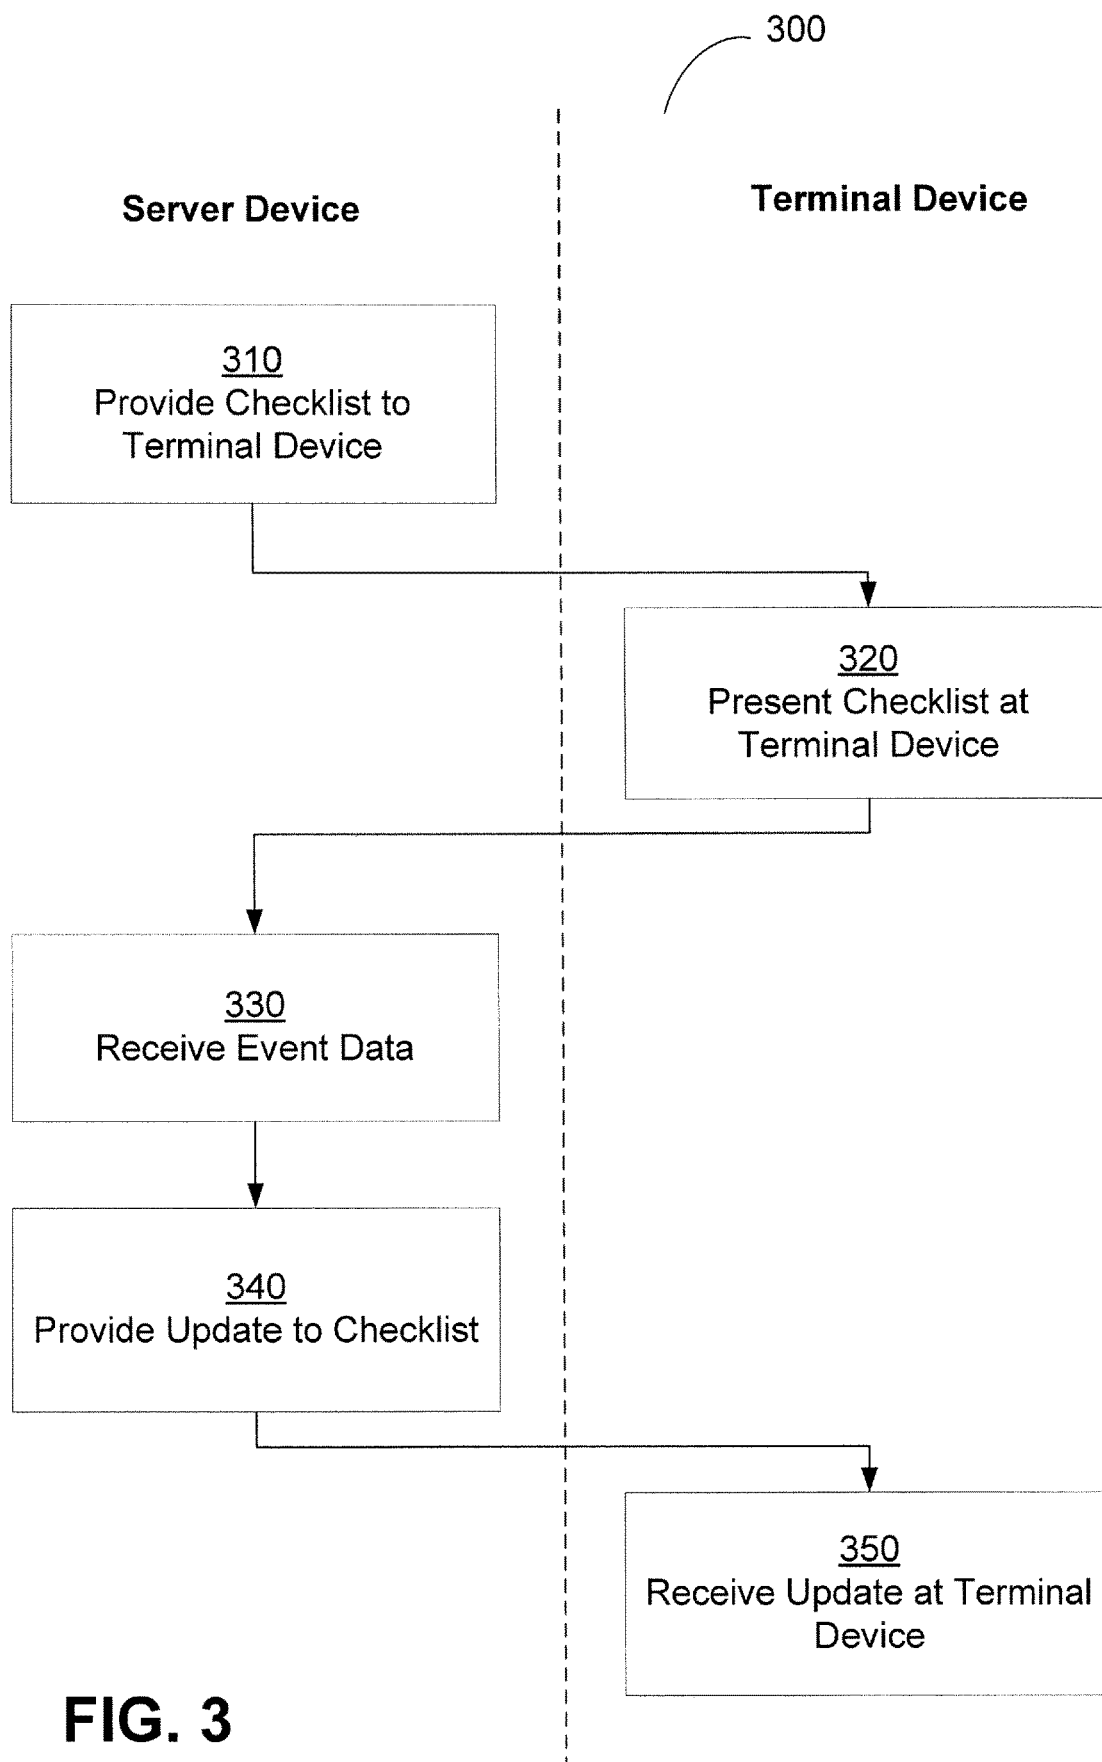 300
Server Device
Terminal Device
310
Provide Checklist to
Terminal Device
320
Present Checklist at
Terminal Device
330
Receive Event Data
340
Provide Update to Checklist
350
Receive Update at Terminal
Device
FIG. 3